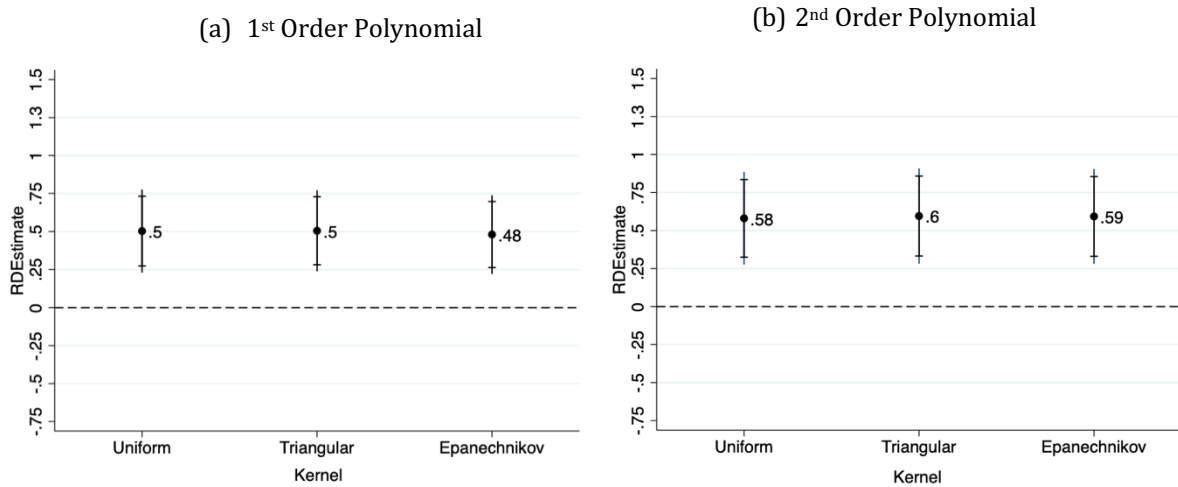 (a) 1st Order Polynomial
RDEstimate
1.5
1.3
1
.75
.5
.25
0
-.25
-.5
-.75
.5
.5
.48
Uniform
Triangular
Epanechnikov
Kernel
(b) 2nd Order Polynomial
RDEstimate
1.5
1.3
1
.75
.5
.25
0
-.25
-.5
-.75
.58
.6
.59
Uniform
Triangular
Epanechnikov
Kernel